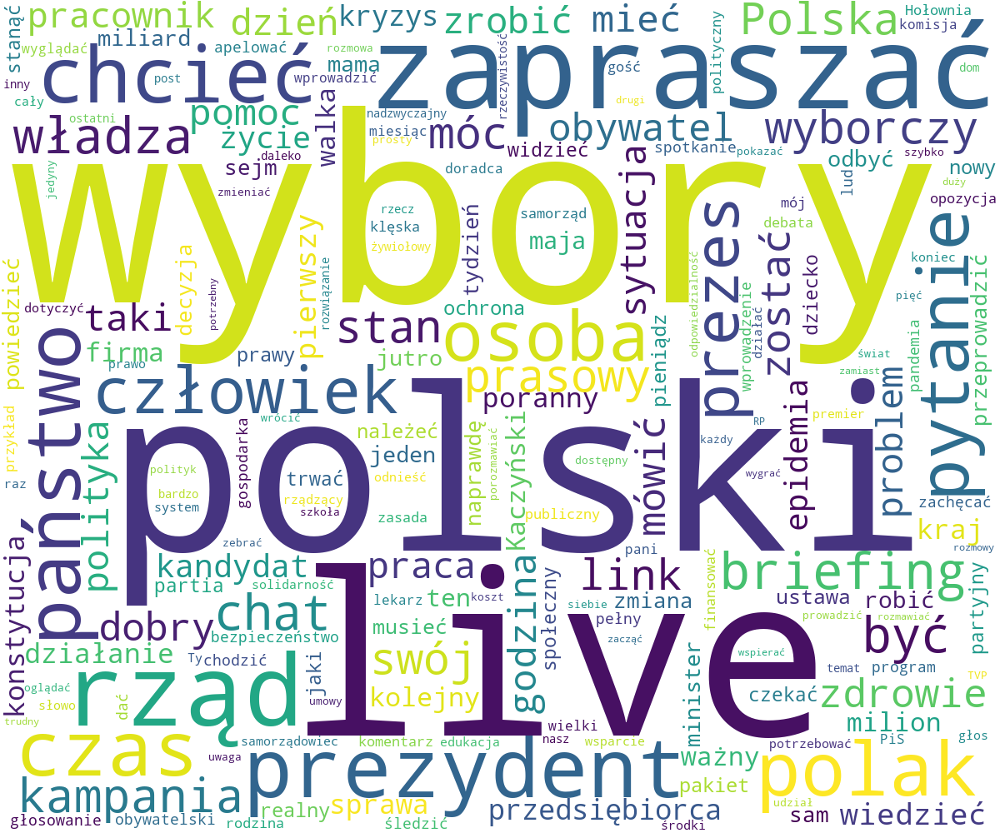 stanąć
pracownik
dzień
kryzys
zrobić
mieć
Polska
Hołownia
komisja
wyglądać
miliard
apelować
rozmowa
mama
rzeczywistość
gość
polityczny
dom
inny
chcieć
post
wprowadzić
zapraszać
cały
ostatni
pomoc
walka
nadzwyczajny
drugi
władza
życie
miesiąc
prosty
móc
obywatel
wyborczy
daleko
widzieć
spotkanie
pokazać
szybko
jedyny
sejm
doradca
odbyć
nowy
zmieniać
lud
duży
wybory
rzecz
klęska
żywiołowy
tydzień
samorząd
maja
sytuacja
prezes
mój
debata
opozycja
powiedzieć
decyzja
potrzebny
pierwszy
rozwiązanie
odpowiedzialność
wprowadzenie
działać
zostać
dziecko
koniec
pięć
pytanie
przeprowadzić
dotyczyć
taki
stan
ochrona
osoba
pieniądz
firma
prawo
prawy
jutro
prasowy
świat
zamiast
pandemia
państwo
człowiek
poranny
problem
przykład
wrócić
polski
polityka
gospodarka
należeć
naprawdę
porozmawiać
Kaczyński
mówić
każdy
RP
premier
epidemia
jeden
dostępny
wygrać
raz
polityk
bardzo
system
trwać
odnieść
rządzący
szkoła
zasada
publiczny
zachęcać
kraj
konstytucja
zebrać
pani
rozmowy
kandydat
partia
solidarność
praca
link
finansować
briefing
chat
lekarz
ten
koszt
godzina
społeczny
siebie
zmiana
ustawa
robić
partyjny
dobry
bezpieczeństwo
musieć
pełny
prowadzić
rozmawiać
działanie
Ty
chodzić
jaki
live
zacząć
być
swój
wspierać
minister
temat
program
TVP
oglądać
słowo
dać
rząd
umowy
kolejny
czekać
zdrowie
trudny
wielki
milion
czas
samorządowiec
komentarz
edukacja
nasz
wsparcie
potrzebować
PiS
głos
uwaga
prezydent
ważny
polak
kampania
pakiet
głosowanie
obywatelski
rodzina
realny
sprawa
śledzić
przedsiębiorca
środki
udział
sam
wiedzieć